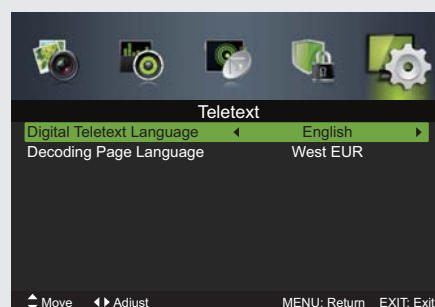 Teletext
Digital Teletext Language English
Decoding Page Language West EUR
Move Adjust MENU: Return EXIT: Exit